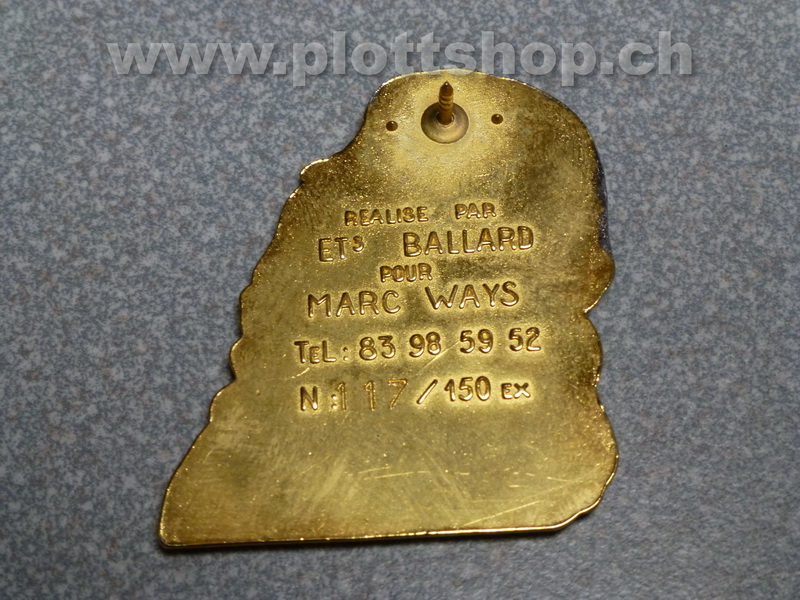 www.plottshop.ch
REALISE PAR
ETS BALLARD
POUR
MARC WAYS
TEL: 83 98 59 52
N:117/150 EX